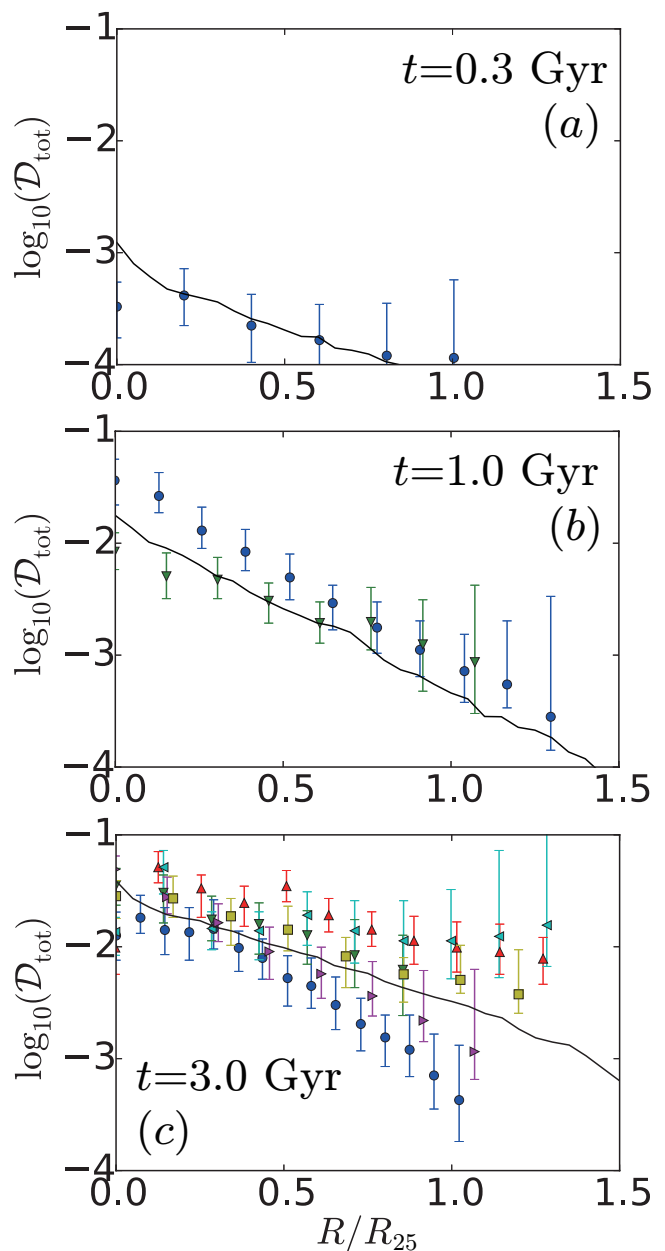 −1
t=0.3 Gyr
(a)
−2
log₁₀(𝒟ₜₒₜ)
−3
−4
0.0 0.5 1.0 1.5
−1
t=1.0 Gyr
(b)
−2
log₁₀(𝒟ₜₒₜ)
−3
−4
0.0 0.5 1.0 1.5
−1
−2
log₁₀(𝒟ₜₒₜ)
−3
t=3.0 Gyr
(c)
−4
0.0 0.5 1.0 1.5
R/R₂₅